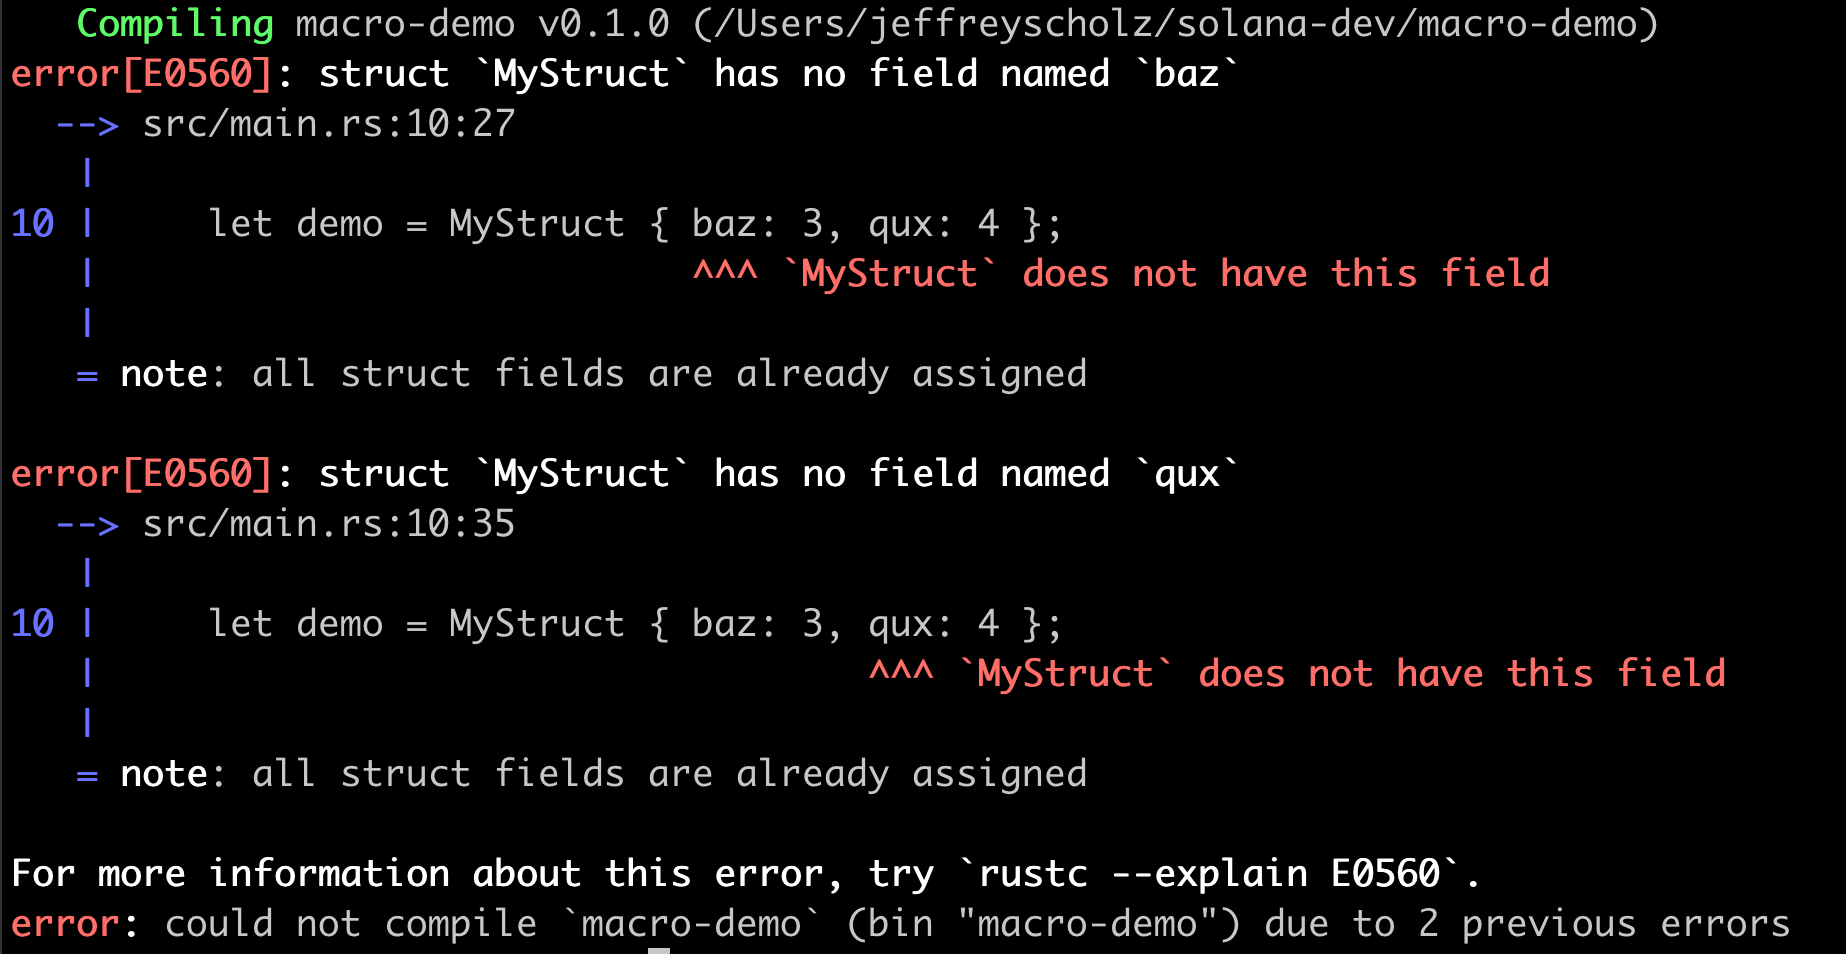 Compiling macro-demo v0.1.0 (/Users/jeffreyscholz/solana-dev/macro-demo)
error[E0560]: struct `MyStruct` has no field named `baz`
  --> src/main.rs:10:27
   |
10 |     let demo = MyStruct { baz: 3, qux: 4 };
   |                           ^^^ `MyStruct` does not have this field
   |
   = note: all struct fields are already assigned

error[E0560]: struct `MyStruct` has no field named `qux`
  --> src/main.rs:10:35
   |
10 |     let demo = MyStruct { baz: 3, qux: 4 };
   |                                   ^^^ `MyStruct` does not have this field
   |
   = note: all struct fields are already assigned

For more information about this error, try `rustc --explain E0560`.
error: could not compile `macro-demo` (bin "macro-demo") due to 2 previous errors